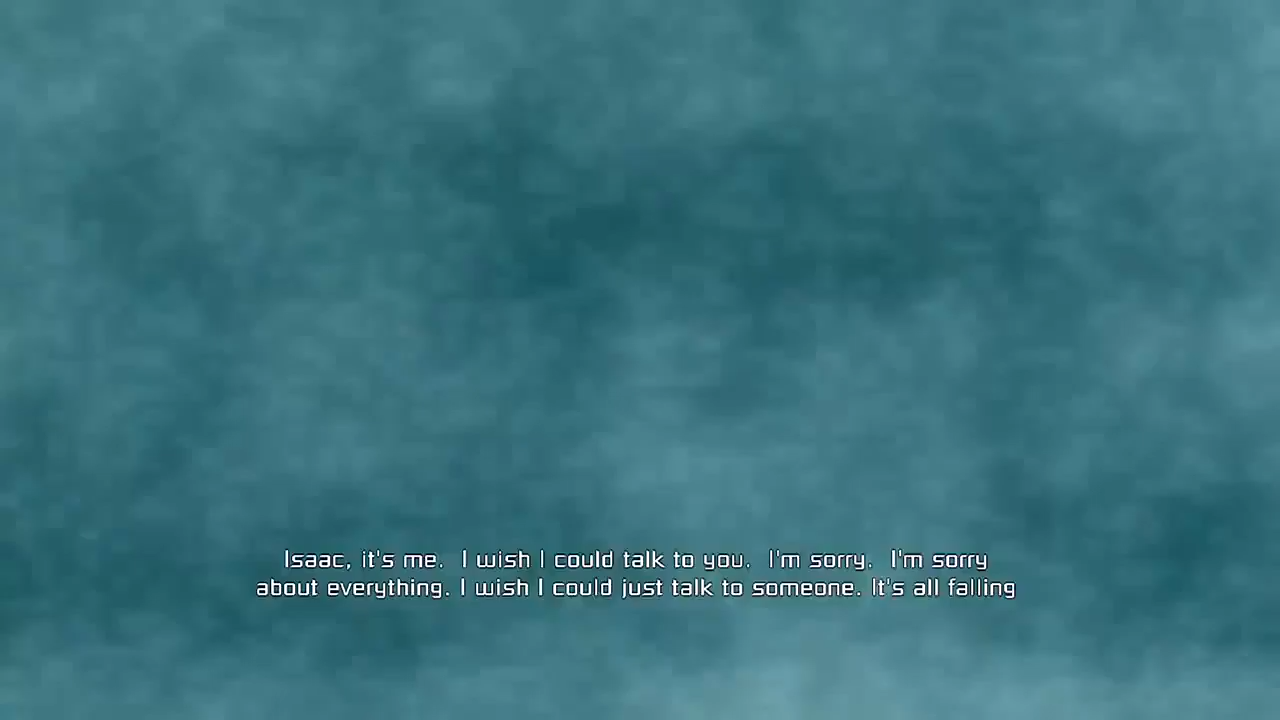 Isaac, it's me.  I wish I could talk to you.  I'm sorry.  I'm sorry
about everything. I wish I could just talk to someone. It's all falling